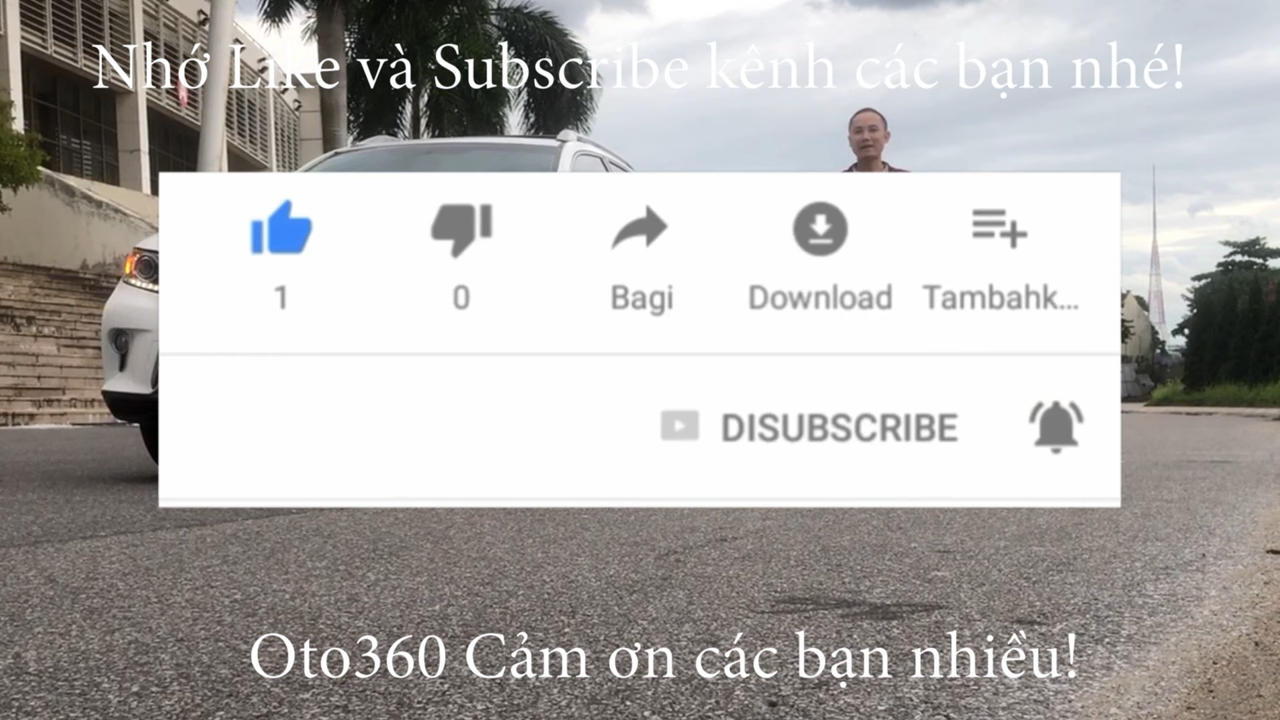 Nhớ Like và Subscribe kênh các bạn nhé!
1
0
Bagi
Download
Tambahk...
DISUBSCRIBE
Oto360 Cảm ơn các bạn nhiều!